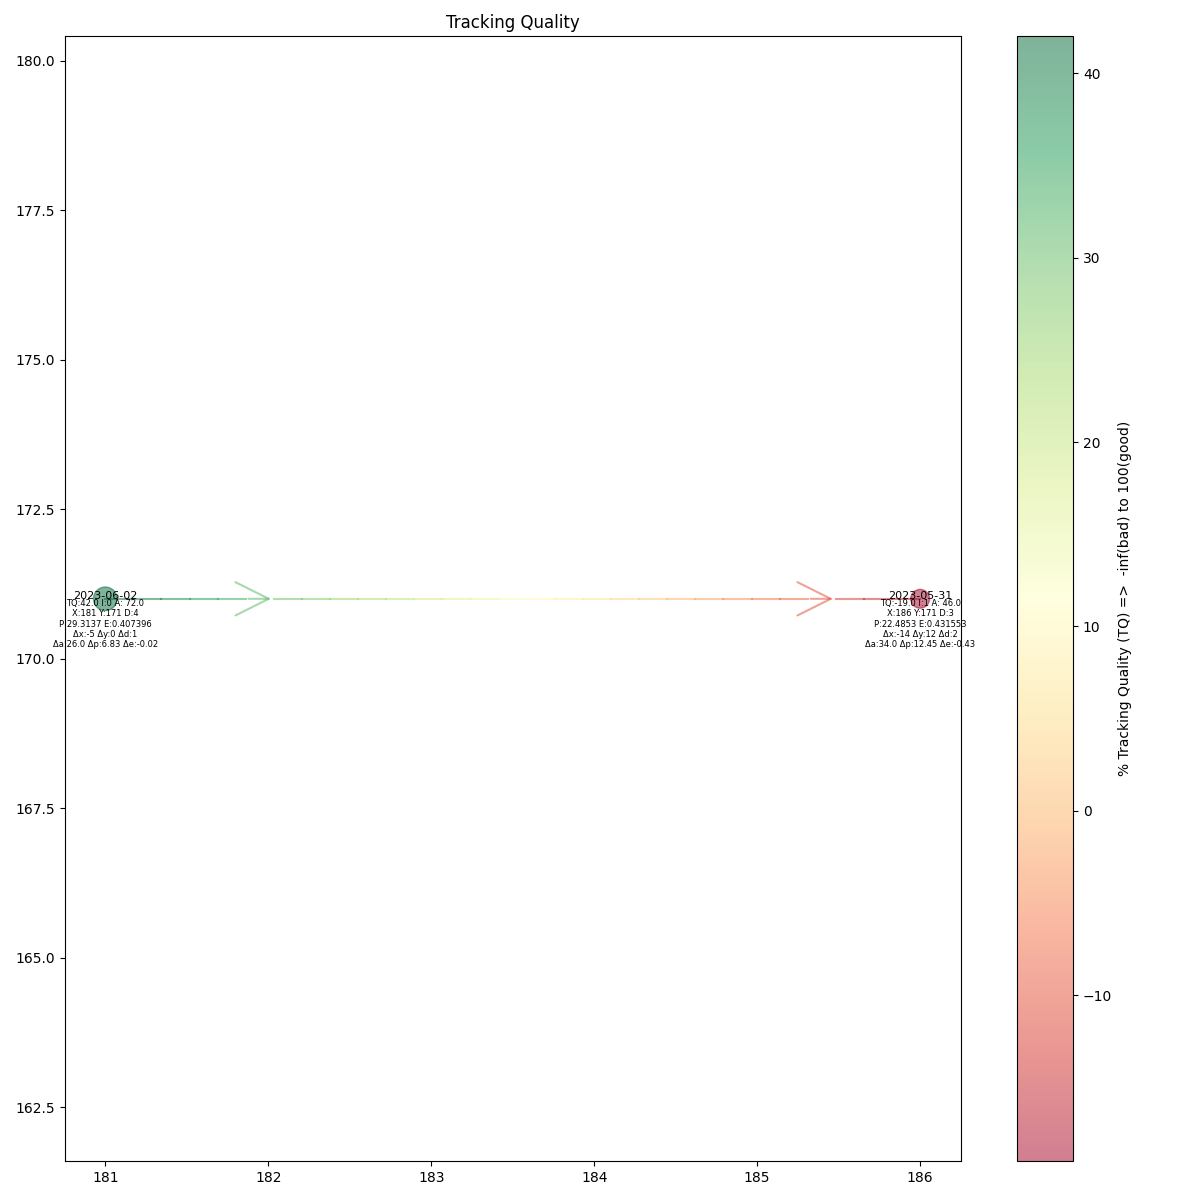 Tracking Quality
180.0
177.5
175.0
172.5
170.0
167.5
165.0
162.5
2023-06-02
TQ:42.0 I:0 A: 72.0
X:181 Y:171 D:4
P:29.3137 E:0.407396
Δx:-5 Δy:0 Δd:1
Δa:26.0 Δp:6.83 Δe:-0.02
2023-05-31
TQ:-19.0 I:1 A: 46.0
X:186 Y:171 D:3
P:22.4853 E:0.431553
Δx:-14 Δy:12 Δd:2
Δa:34.0 Δp:12.45 Δe:-0.43
181
182
183
184
185
186
40
30
20
10
0
−10
% Tracking Quality (TQ) => -inf(bad) to 100(good)